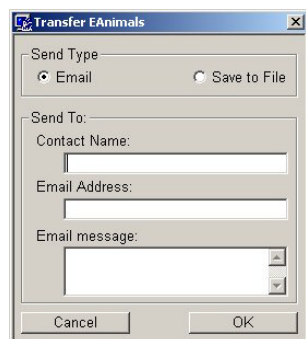 Transfer EAnimals
Send Type
Email Save to File
Send To:
Contact Name:
Email Address:
Email message:
Cancel OK